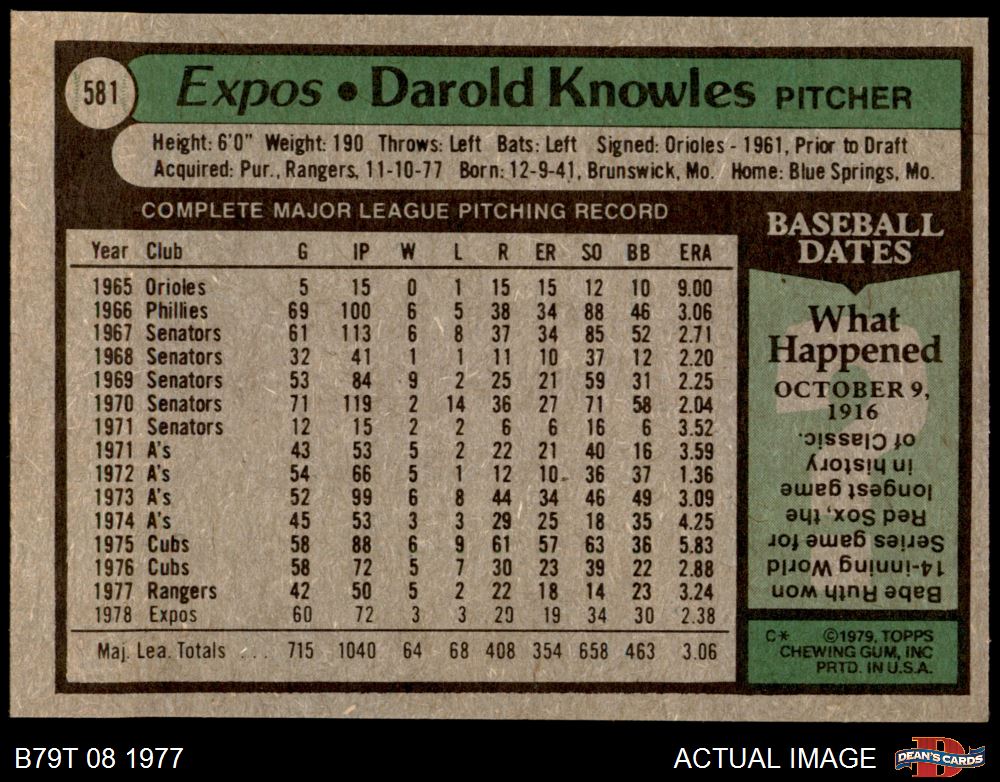 581
Expos • Darold Knowles PITCHER
Height: 6'0" Weight: 190 Throws: Left Bats: Left Signed: Orioles - 1961, Prior to Draft
Acquired: Pur., Rangers, 11-10-77 Born: 12-9-41, Brunswick, Mo. Home: Blue Springs, Mo.
COMPLETE MAJOR LEAGUE PITCHING RECORD
Year Club G IP W L R ER SO BB ERA
1965 Orioles 5 15 0 1 15 15 12 10 9.00
1966 Phillies 69 100 6 5 38 34 88 46 3.06
1967 Senators 61 113 6 8 37 34 85 52 2.71
1968 Senators 32 41 1 1 11 10 37 12 2.20
1969 Senators 53 84 9 2 25 21 59 31 2.25
1970 Senators 71 119 2 14 36 27 71 58 2.04
1971 Senators 12 15 2 2 6 6 16 6 3.52
1971 A's 43 53 5 2 22 21 40 16 3.59
1972 A's 54 66 5 1 12 10 36 37 1.36
1973 A's 52 99 6 8 44 34 46 49 3.09
1974 A's 45 53 3 3 29 25 18 35 4.25
1975 Cubs 58 88 6 9 61 57 63 36 5.83
1976 Cubs 58 72 5 7 30 23 39 22 2.88
1977 Rangers 42 50 5 2 22 18 14 23 3.24
1978 Expos 60 72 3 3 20 19 34 30 2.38
Maj. Lea. Totals ... 715 1040 64 68 408 354 658 463 3.06
BASEBALL
DATES
What
Happened
OCTOBER 9,
1916
Babe Ruth won
14-inning World
Series game for
Red Sox, the
longest game
in history
of Classic.
C* ©1979, TOPPS
CHEWING GUM, INC
PRTD. IN U.S.A.
B79T 08 1977
ACTUAL IMAGE
D
DEAN'S CARDS